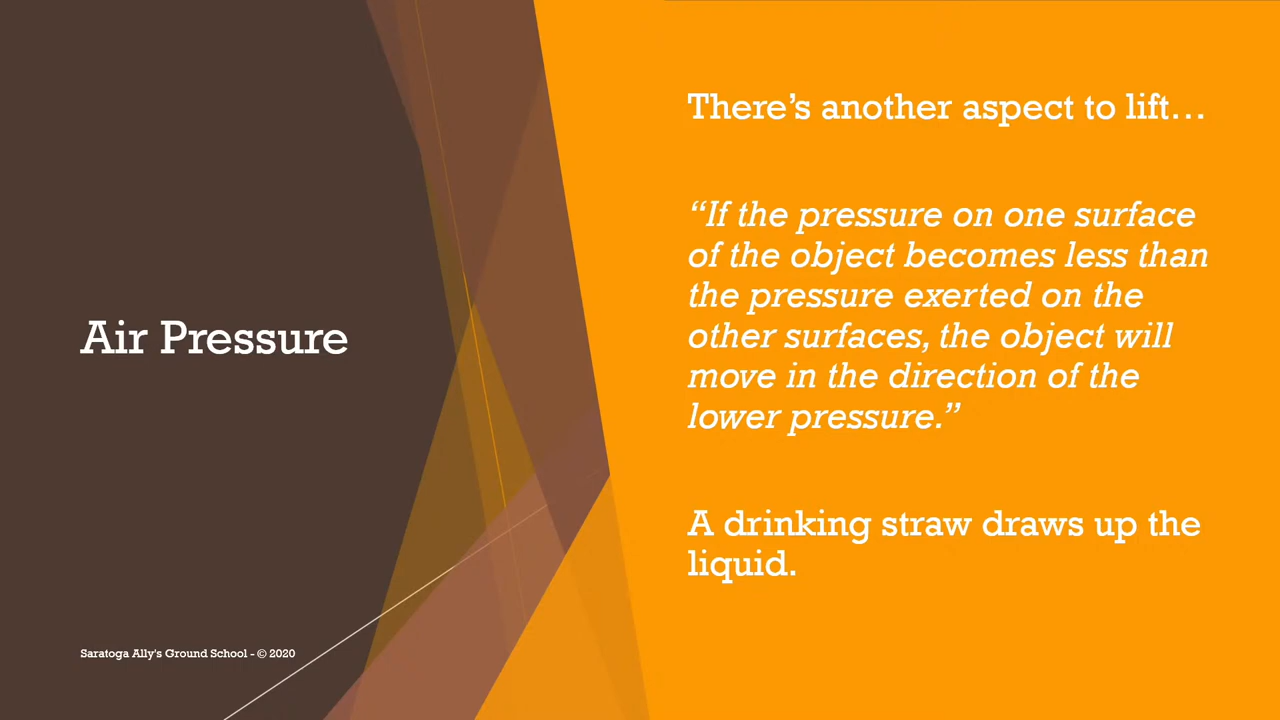 Air Pressure
Saratoga Ally's Ground School - © 2020
There’s another aspect to lift…
“If the pressure on one surface
of the object becomes less than
the pressure exerted on the
other surfaces, the object will
move in the direction of the
lower pressure.”
A drinking straw draws up the
liquid.